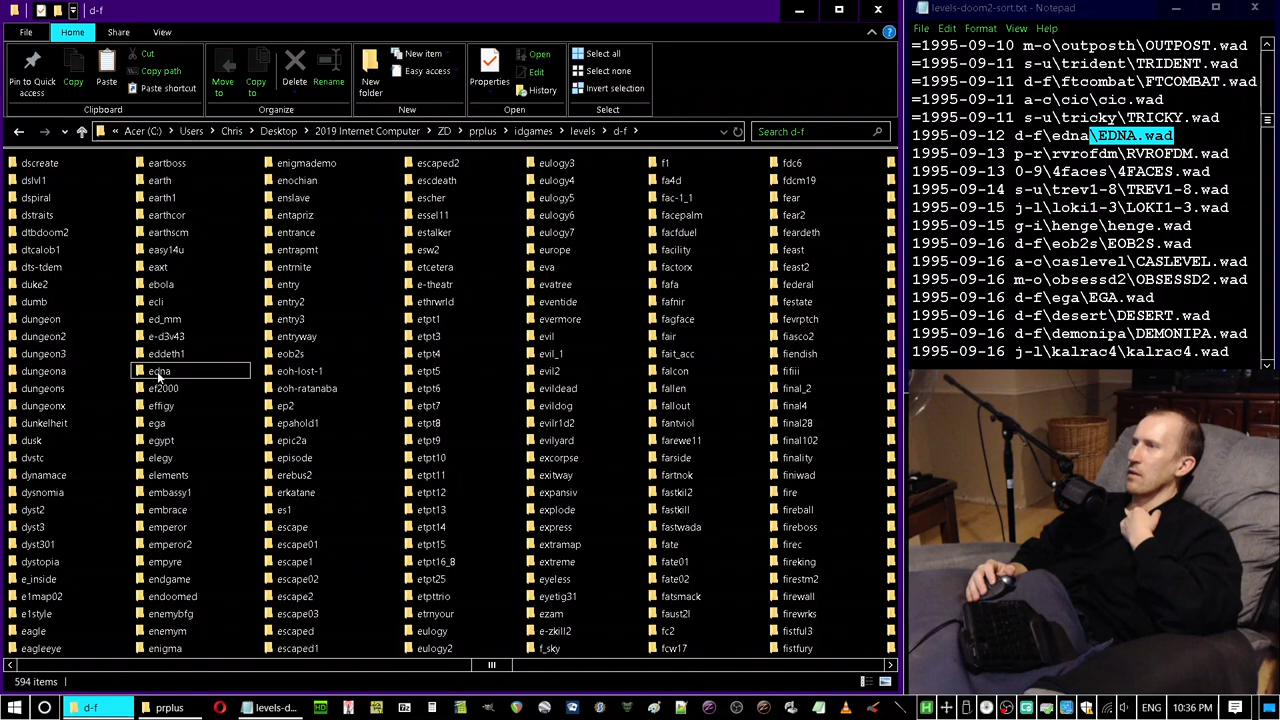 d-f
File Home Share View
Pin to Quick access
Copy
Paste
Cut
Copy path
Paste shortcut
Move to
Copy to
Delete
Rename
New folder
New item
Easy access
Properties
Open
Edit
History
Select all
Select none
Invert selection
Clipboard Organize New Open Select
Acer (C:) › Users › Chris › Desktop › 2019 Internet Computer › ZD › prplus › idgames › levels › d-f ›
Search d-f
dscreate eartboss enigmademo escaped2 eulogy3 f1 fdc6
dslvl1 earth enochian escdeath eulogy4 fa4d fdcm19
dspiral earth1 enslave escher eulogy5 fac-1_1 fear
dstraits earthcor entapriz essel11 eulogy6 facepalm fear2
dtbdoom2 earthscm entrance estalker eulogy7 facfduel feardeth
dtcalob1 easy14u entrapmt esw2 europe facility feast
dts-tdem eaxt entrnite etcetera eva factorx feast2
duke2 ebola entry e-theatr evatree fafa federal
dumb ecli entry2 ethrwrld eventide fafnir festate
dungeon ed_mm entry3 etpt1 evermore fagface fevrptch
dungeon2 e-d3v43 entryway etpt3 evil fair fiasco2
dungeon3 eddeth1 eob2s etpt4 evil_1 fait_acc fiendish
dungeona edna eoh-lost-1 etpt5 evil2 falcon fifiii
dungeons ef2000 eoh-ratanaba etpt6 evildead fallen final_2
dungeonx effigy ep2 etpt7 evildog fallout final4
dunkelheit ega epahold1 etpt8 evilr1d2 fantviol final28
dusk egypt epic2a etpt9 evilyard farewe11 final102
dvstc elegy episode etpt10 excorpse farside finality
dynamace elements erebus2 etpt11 exitway fartnok finiwad
dysnomia embassy1 erkatane etpt12 expansiv fastkil2 fire
dyst2 embrace es1 etpt13 explode fastkill fireball
dyst3 emperor escape etpt14 express fastwada fireboss
dyst301 emperor2 escape01 etpt15 extramap fate firec
dystopia empyre escape1 etpt16_8 extreme fate01 fireking
e_inside endgame escape02 etpt25 eyeless fate02 firestm2
e1map02 endoomed escape2 etpttrio eyetig31 fatsmack firewall
e1style enemybfg escape03 etrnyour ezam faust2l firewrks
eagle enemym escaped eulogy e-zkill2 fc2 fistful3
eagleeye enigma escaped1 eulogy2 f_sky fcw17 fistfury
594 items
levels-doom2-sort.txt - Notepad
File Edit Format View Help
=1995-09-10 m-o\outposth\OUTPOST.wad
=1995-09-11 s-u\trident\TRIDENT.wad
=1995-09-11 d-f\ftcombat\FTCOMBAT.wad
=1995-09-11 a-c\cic\cic.wad
=1995-09-11 s-u\tricky\TRICKY.wad
1995-09-12 d-f\edna\EDNA.wad
1995-09-13 p-r\rvrofdm\RVROFDM.wad
1995-09-13 0-9\4faces\4FACES.wad
1995-09-14 s-u\trev1-8\TREV1-8.wad
1995-09-15 j-l\loki1-3\LOKI1-3.wad
1995-09-15 g-i\henge\henge.wad
1995-09-16 d-f\eob2s\EOB2S.wad
1995-09-16 a-c\caslevel\CASLEVEL.wad
1995-09-16 m-o\obsessd2\OBSESSD2.wad
1995-09-16 d-f\ega\EGA.wad
1995-09-16 d-f\desert\DESERT.wad
1995-09-16 d-f\demonipa\DEMONIPA.wad
1995-09-16 j-l\kalrac4\kalrac4.wad
d-f prplus levels-d... ENG 10:36 PM